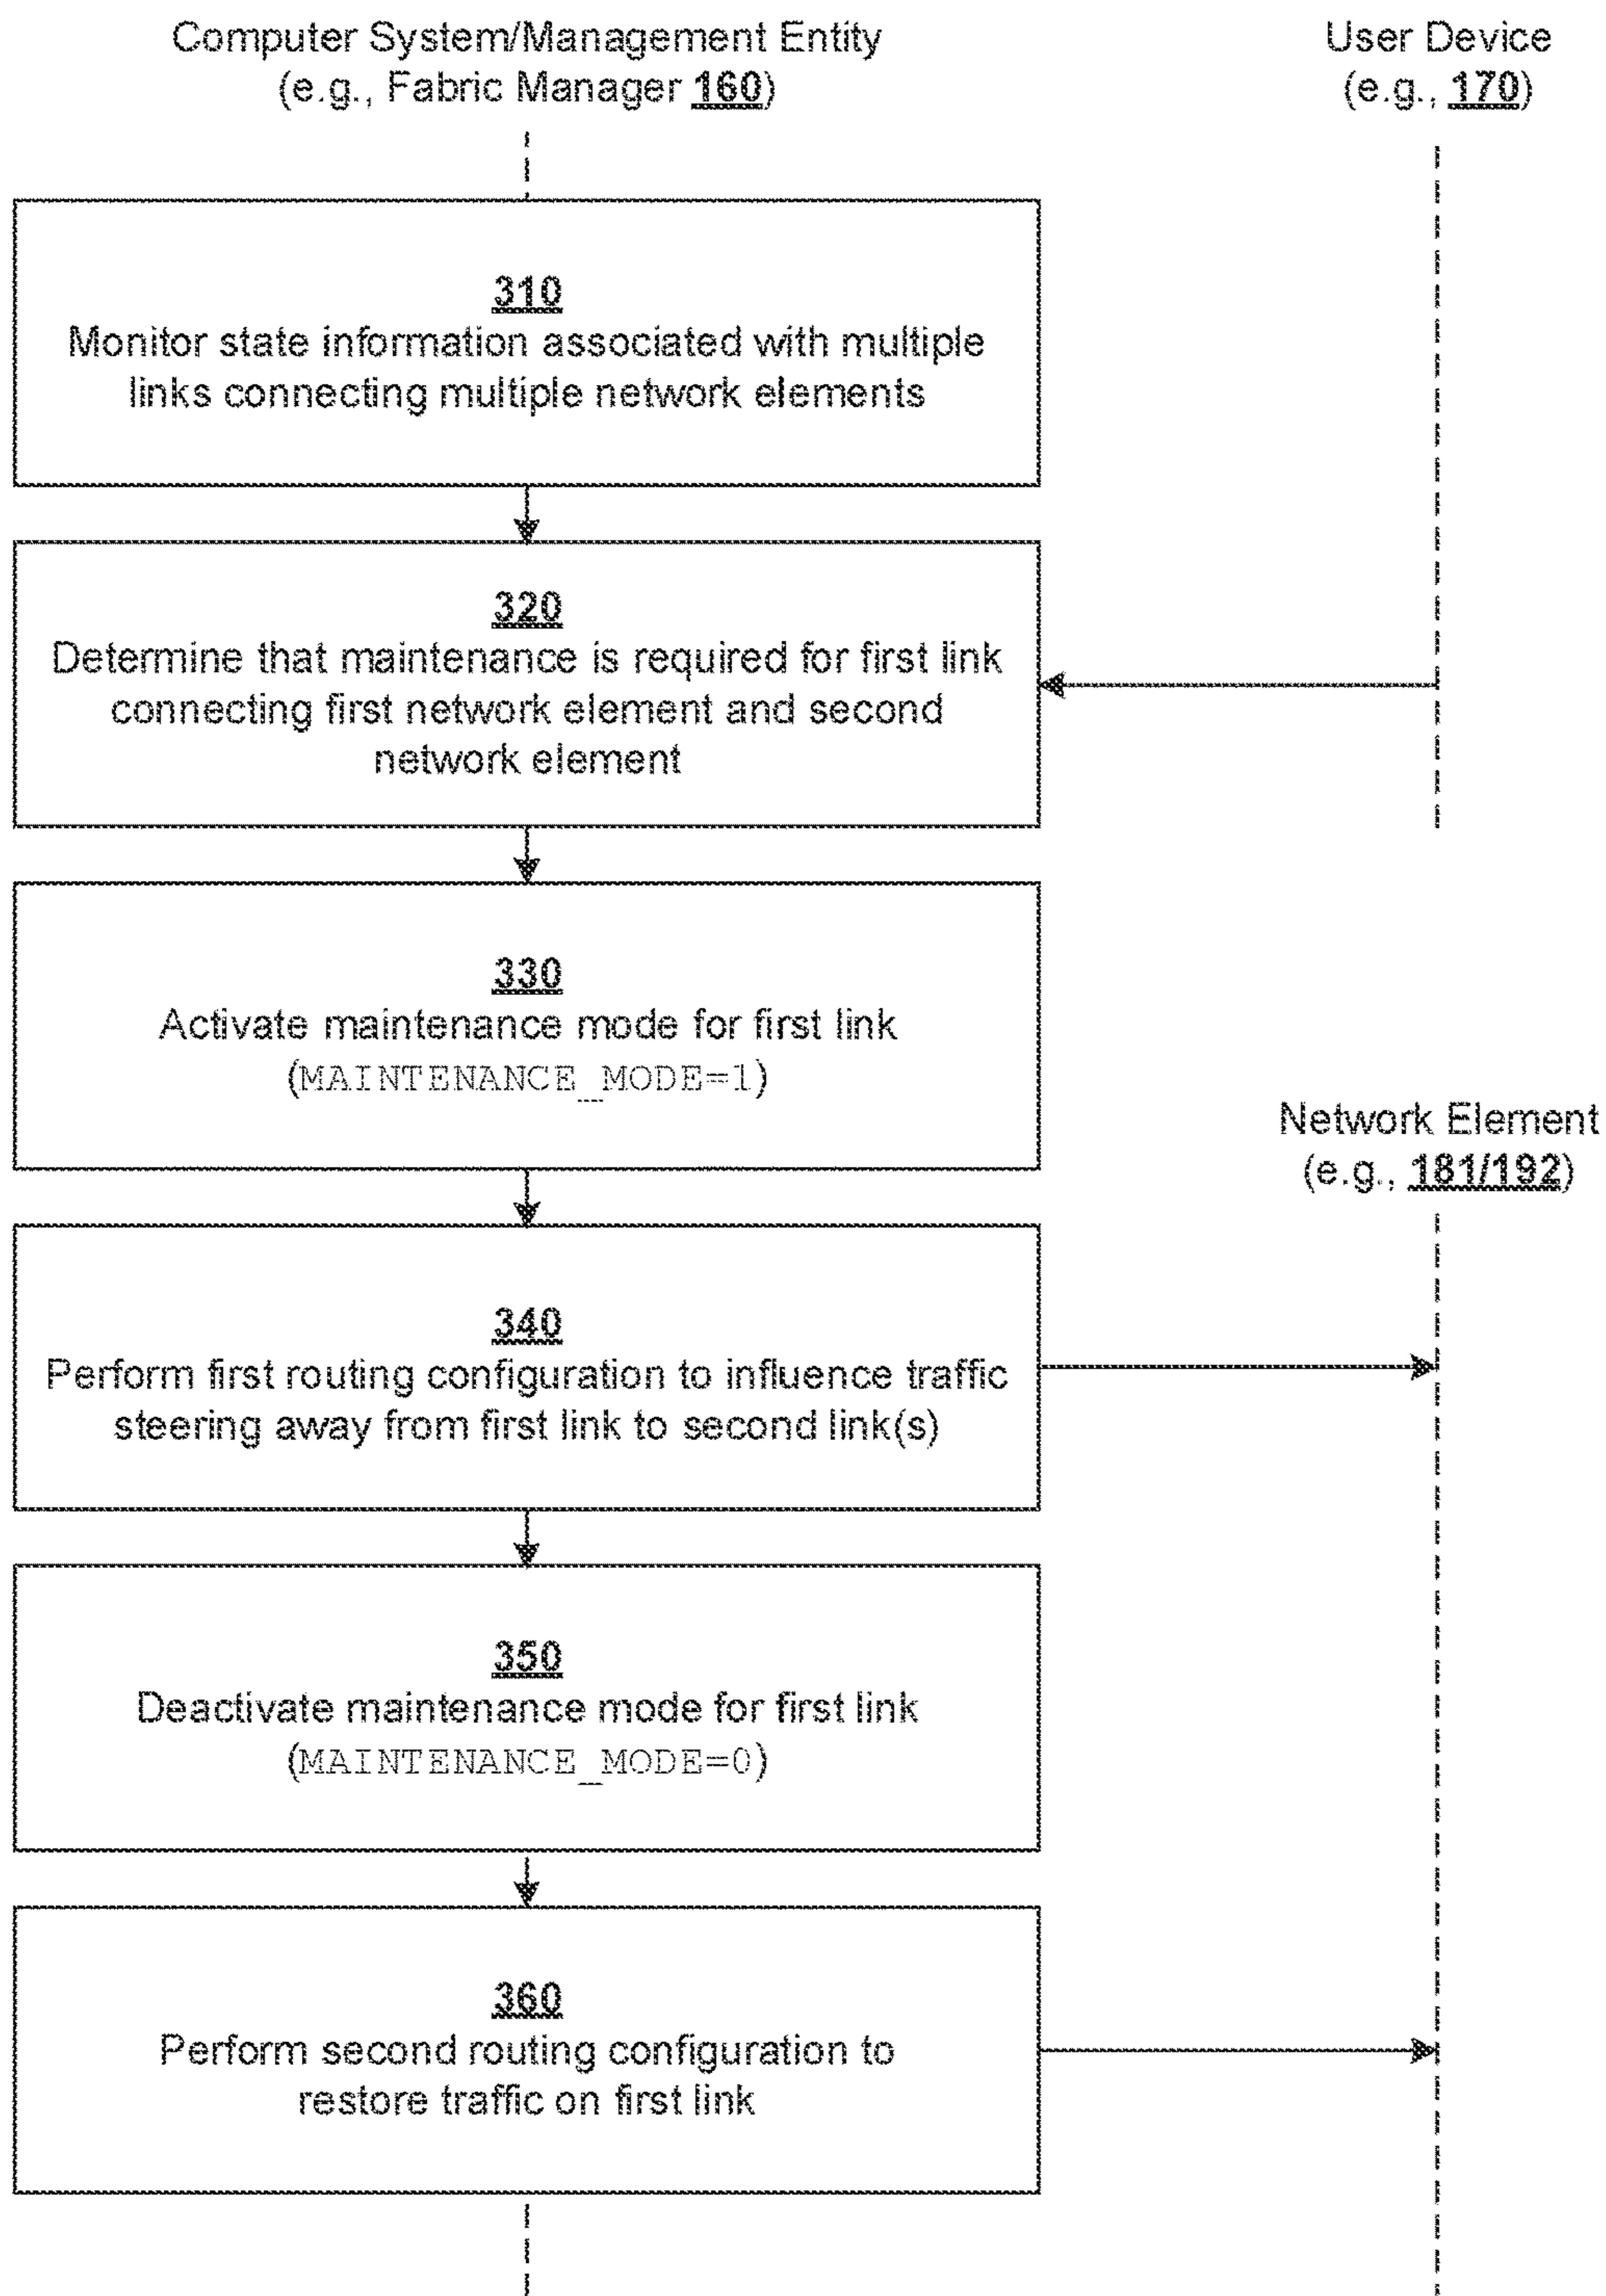 Computer System/Management Entity
(e.g., Fabric Manager 160)
User Device
(e.g., 170)
310
Monitor state information associated with multiple
links connecting multiple network elements
320
Determine that maintenance is required for first link
connecting first network element and second
network element
330
Activate maintenance mode for first link
(MAINTENANCE_MODE=1)
Network Element
(e.g., 181/192)
340
Perform first routing configuration to influence traffic
steering away from first link to second link(s)
350
Deactivate maintenance mode for first link
(MAINTENANCE_MODE=0)
360
Perform second routing configuration to
restore traffic on first link